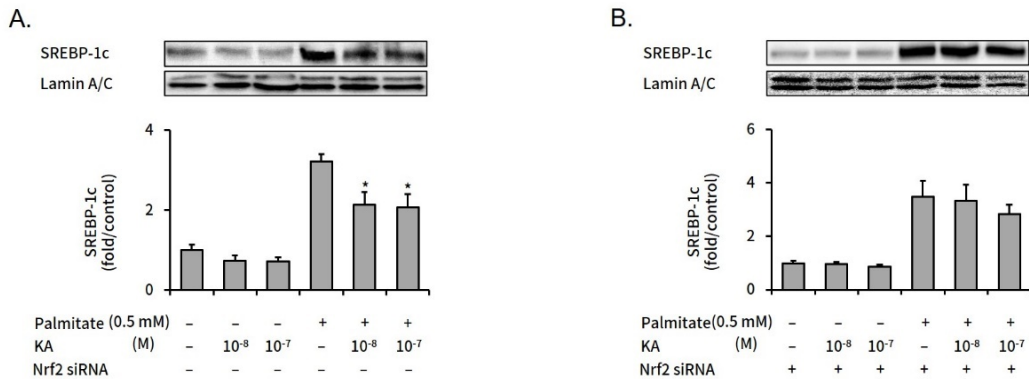 A.
SREBP-1c
Lamin A/C
SREBP-1c
(fold/control)
4
2
0
*
*
Palmitate (0.5 mM) – – – + + +
KA (M) – 10-8 10-7 – 10-8 10-7
Nrf2 siRNA – – – – – –
B.
SREBP-1c
Lamin A/C
SREBP-1c
(fold/control)
6
4
2
0
Palmitate(0.5 mM) – – – + + +
KA (M) – 10-8 10-7 – 10-8 10-7
Nrf2 siRNA + + + + + +